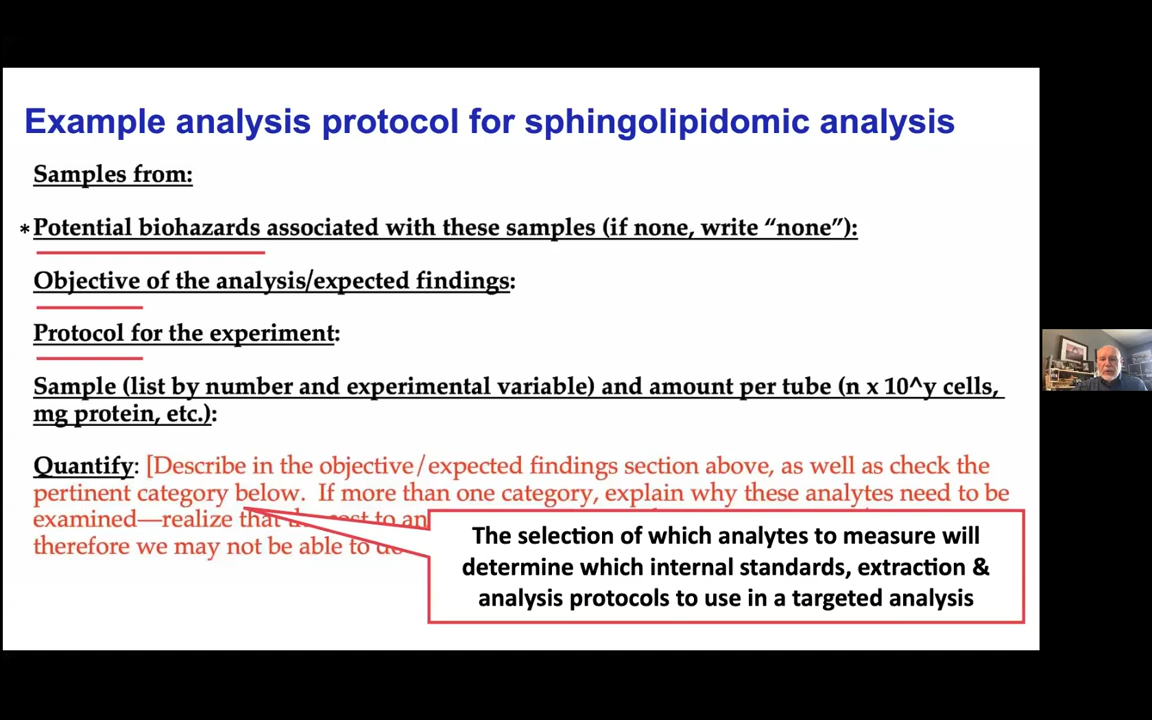 Example analysis protocol for sphingolipidomic analysis
Samples from:
*Potential biohazards associated with these samples (if none, write “none”):
Objective of the analysis/expected findings:
Protocol for the experiment:
Sample (list by number and experimental variable) and amount per tube (n x 10^y cells,
mg protein, etc.):
Quantify: [Describe in the objective/expected findings section above, as well as check the
pertinent category below. If more than one category, explain why these analytes need to be
examined—realize that
therefore we may not be able to
The selection of which analytes to measure will
determine which internal standards, extraction &
analysis protocols to use in a targeted analysis